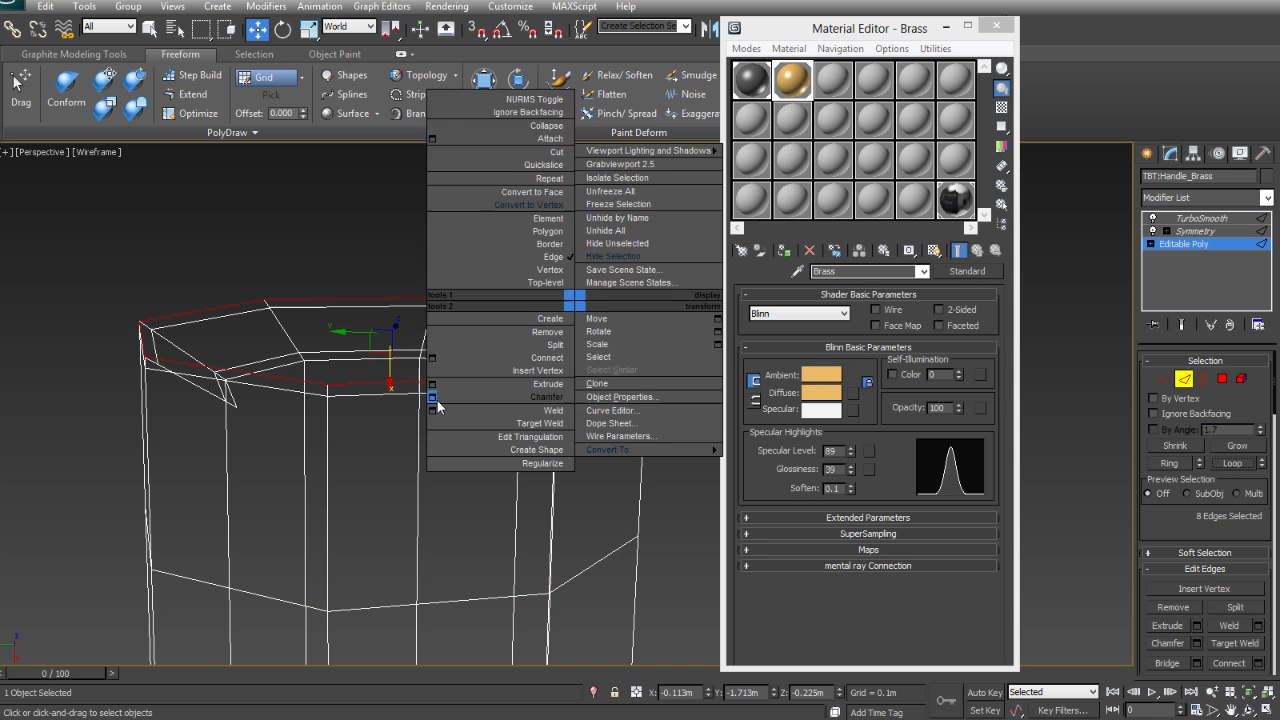 Edit Tools Group Views Create Modifiers Animation Graph Editors Rendering Customize MAXScript Help
All World Create Selection Se
Graphite Modeling Tools Freeform Selection Object Paint
Drag Conform Step Build Extend Optimize Grid Pick Offset: 0.000 Shapes Splines Surface Topology Strip Bran Relax/ Soften Flatten Pinch/ Spread Smudge Noise Exaggerate
PolyDraw Paint Deform
[+] [Perspective] [Wireframe]
NURMS Toggle
Ignore Backfacing
Collapse
Attach
Cut
Quickslice
Repeat
Convert to Face
Convert to Vertex
Element
Polygon
Border
Edge
Vertex
Top-level
tools 1
tools 2
Create
Remove
Split
Connect
Insert Vertex
Extrude
Chamfer
Weld
Target Weld
Edit Triangulation
Create Shape
Regularize
Viewport Lighting and Shadows
Grabviewport 2.5
Isolate Selection
Unfreeze All
Freeze Selection
Unhide by Name
Unhide All
Hide Unselected
Hide Selection
Save Scene State...
Manage Scene States...
display
transform
Move
Rotate
Scale
Select
Select Similar
Clone
Object Properties...
Curve Editor...
Dope Sheet...
Wire Parameters...
Convert To:
y z x
Material Editor - Brass
Modes Material Navigation Options Utilities
Brass Standard
Shader Basic Parameters
Blinn Wire 2-Sided
Face Map Faceted
Blinn Basic Parameters
Self-Illumination
Ambient: Color 0
Diffuse:
Specular: Opacity: 100
Specular Highlights
Specular Level: 89
Glossiness: 39
Soften: 0.1
Extended Parameters
SuperSampling
Maps
mental ray Connection
TBT:Handle_Brass
Modifier List
TurboSmooth
Symmetry
Editable Poly
Selection
By Vertex
Ignore Backfacing
By Angle: 1.7
Shrink Grow
Ring Loop
Preview Selection
Off SubObj Multi
8 Edges Selected
Soft Selection
Edit Edges
Insert Vertex
Remove Split
Extrude Weld
Chamfer Target Weld
Bridge Connect
z
0 / 100
1 Object Selected X: -0.113m Y: -1.713m Z: -0.225m Grid = 0.1m Auto Key Selected
Click or click-and-drag to select objects Add Time Tag Set Key Key Filters... 0